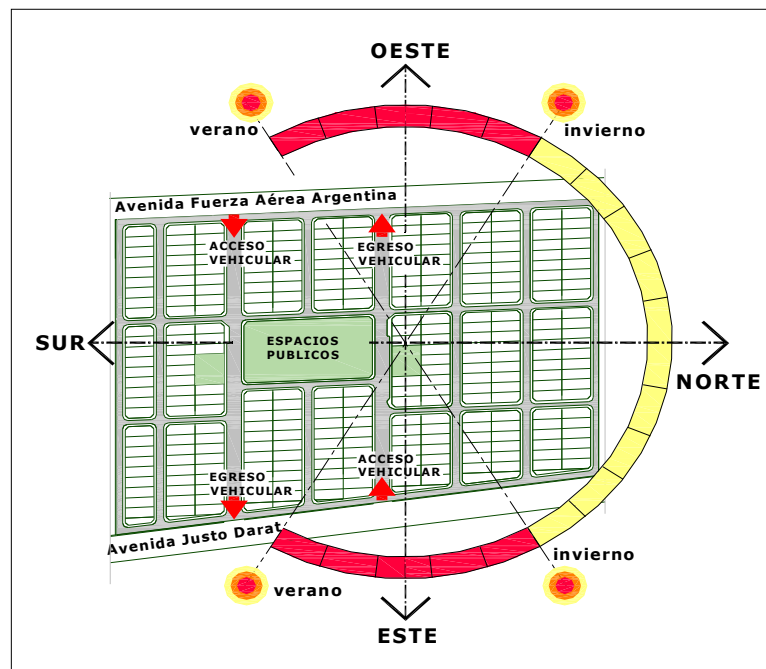 OESTE
verano
invierno
Avenida Fuerza Aérea Argentina
ACCESO
VEHICULAR
EGRESO
VEHICULAR
SUR
ESPACIOS
PUBLICOS
NORTE
EGRESO
VEHICULAR
ACCESO
VEHICULAR
Avenida Justo Darat
verano
invierno
ESTE